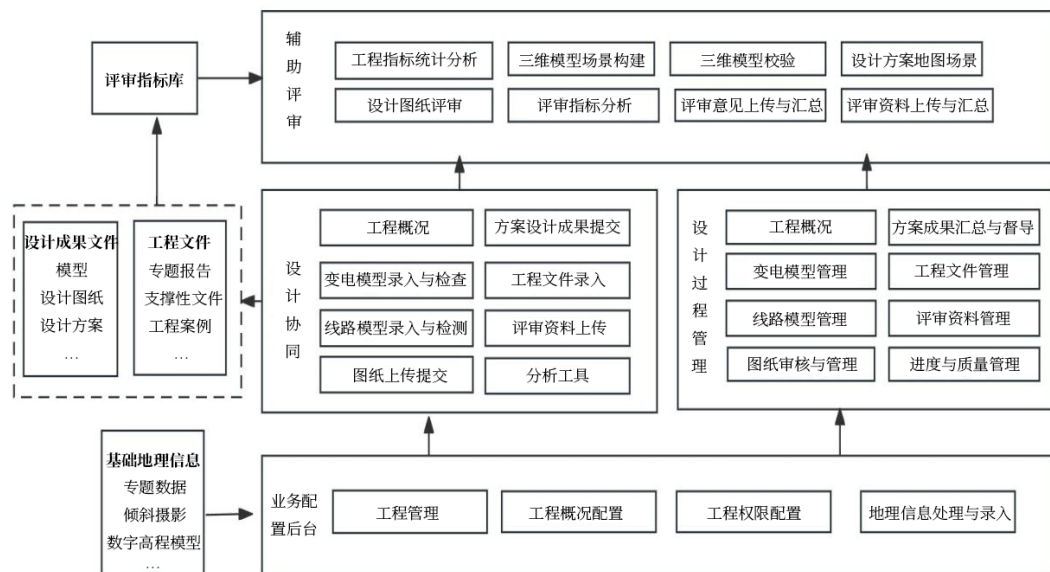 评审指标库
辅助评审
工程指标统计分析
三维模型场景构建
三维模型校验
设计方案地图场景
设计图纸评审
评审指标分析
评审意见上传与汇总
评审资料上传与汇总
设计成果文件
模型
设计图纸
设计方案
…
工程文件
专题报告
支撑性文件
工程案例
…
设计协同
工程概况
方案设计成果提交
变电模型录入与检查
工程文件录入
线路模型录入与检测
评审资料上传
图纸上传提交
分析工具
设计过程管理
工程概况
方案成果汇总与督导
变电模型管理
工程文件管理
线路模型管理
评审资料管理
图纸审核与管理
进度与质量管理
基础地理信息
专题数据
倾斜摄影
数字高程模型
…
业务配
置后台
工程管理
工程概况配置
工程权限配置
地理信息处理与录入